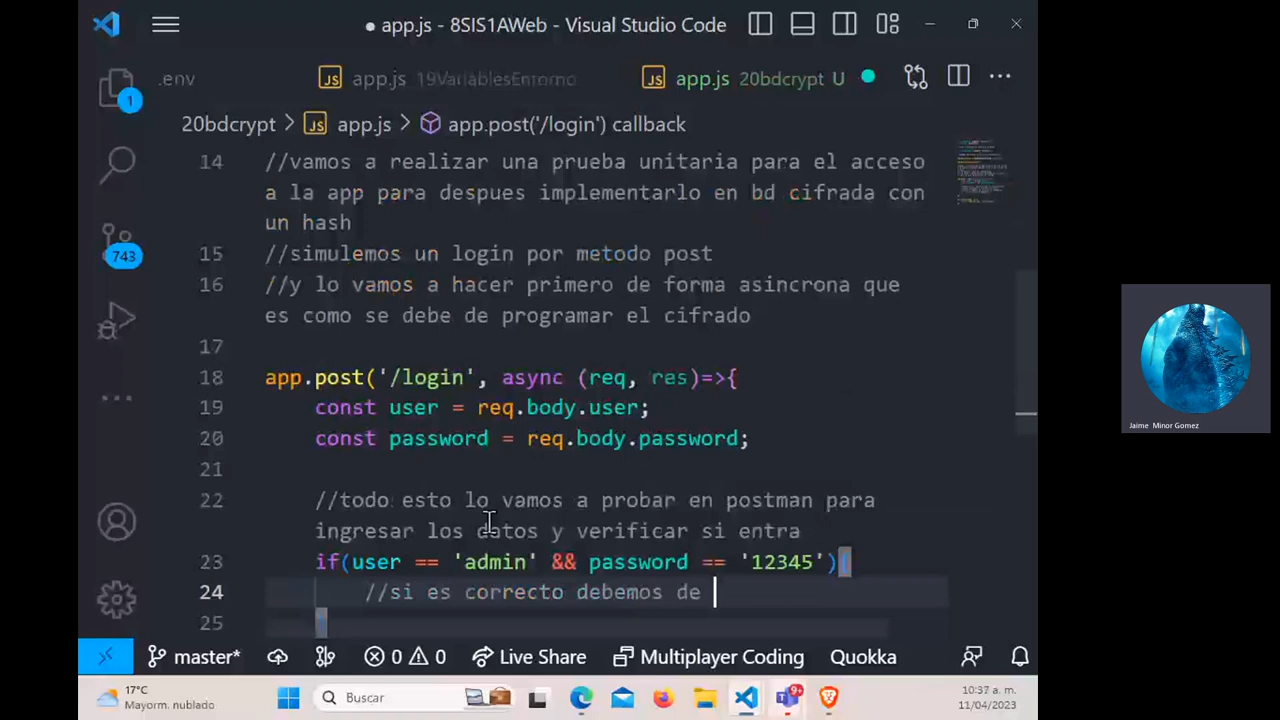 app.js - 8SIS1AWeb - Visual Studio Code
.env
app.js 19VariablesEntorno
app.js 20bdcrypt U
20bdcrypt > app.js > app.post('/login') callback
14 //vamos a realizar una prueba unitaria para el acceso
a la app para despues implementarlo en bd cifrada con
un hash
15 //simulemos un login por metodo post
16 //y lo vamos a hacer primero de forma asincrona que
es como se debe de programar el cifrado
17
18 app.post('/login', async (req, res)=>{
19 const user = req.body.user;
20 const password = req.body.password;
21
22 //todo esto lo vamos a probar en postman para
ingresar los datos y verificar si entra
23 if(user == 'admin' && password == '12345'){
24 //si es correcto debemos de
25 }
1
743
master* 0 0 Live Share Multiplayer Coding Quokka
17°C
Mayorm. nublado
Buscar
9+
10:37 a. m.
11/04/2023
Jaime Minor Gomez